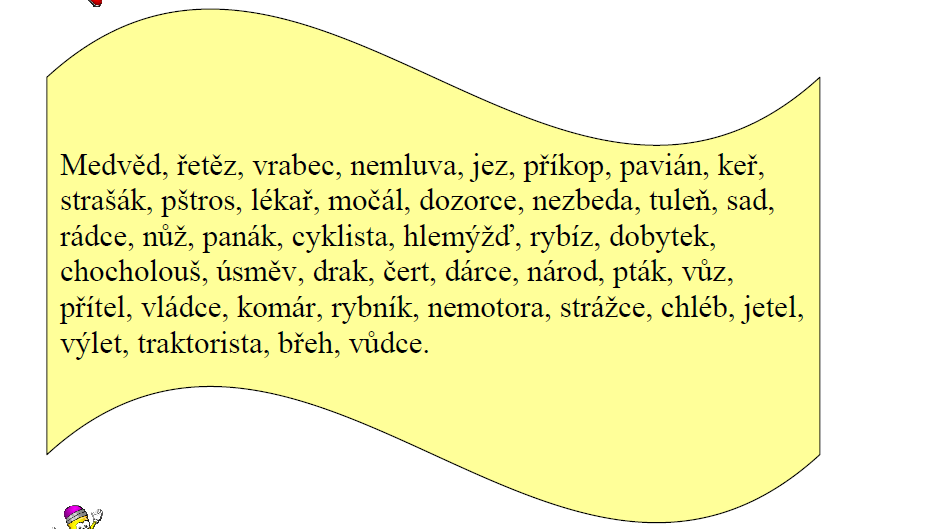 Medvěd, řetěz, vrabec, nemluva, jez, příkop, pavián, keř,
strašák, pštros, lékař, močál, dozorce, nezbeda, tuleň, sad,
rádce, nůž, panák, cyklista, hlemýžď, rybíz, dobytek,
chocholouš, úsměv, drak, čert, dárce, národ, pták, vůz,
přítel, vládce, komár, rybník, nemotora, strážce, chléb, jetel,
výlet, traktorista, břeh, vůdce.